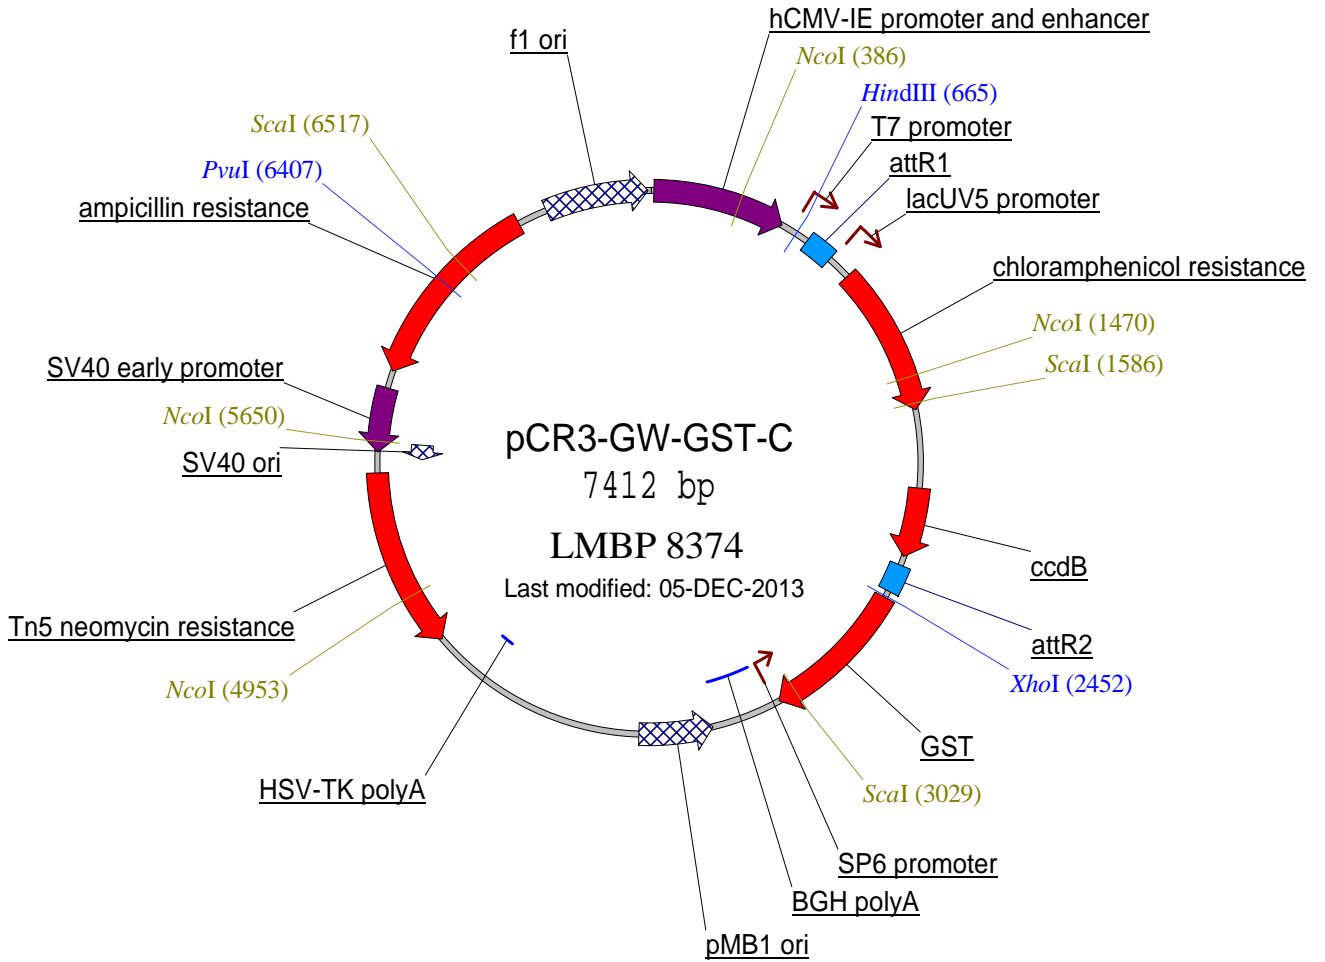 hCMV-IE promoter and enhancer
f1 ori
NcoI (386)
HindIII (665)
ScaI (6517)
T7 promoter
PvuI (6407)
attR1
ampicillin resistance
lacUV5 promoter
chloramphenicol resistance
NcoI (1470)
SV40 early promoter
ScaI (1586)
NcoI (5650)
SV40 ori
pCR3-GW-GST-C
7412 bp
LMBP 8374
Last modified: 05-DEC-2013
ccdB
Tn5 neomycin resistance
attR2
NcoI (4953)
XhoI (2452)
GST
HSV-TK polyA
ScaI (3029)
SP6 promoter
BGH polyA
pMB1 ori